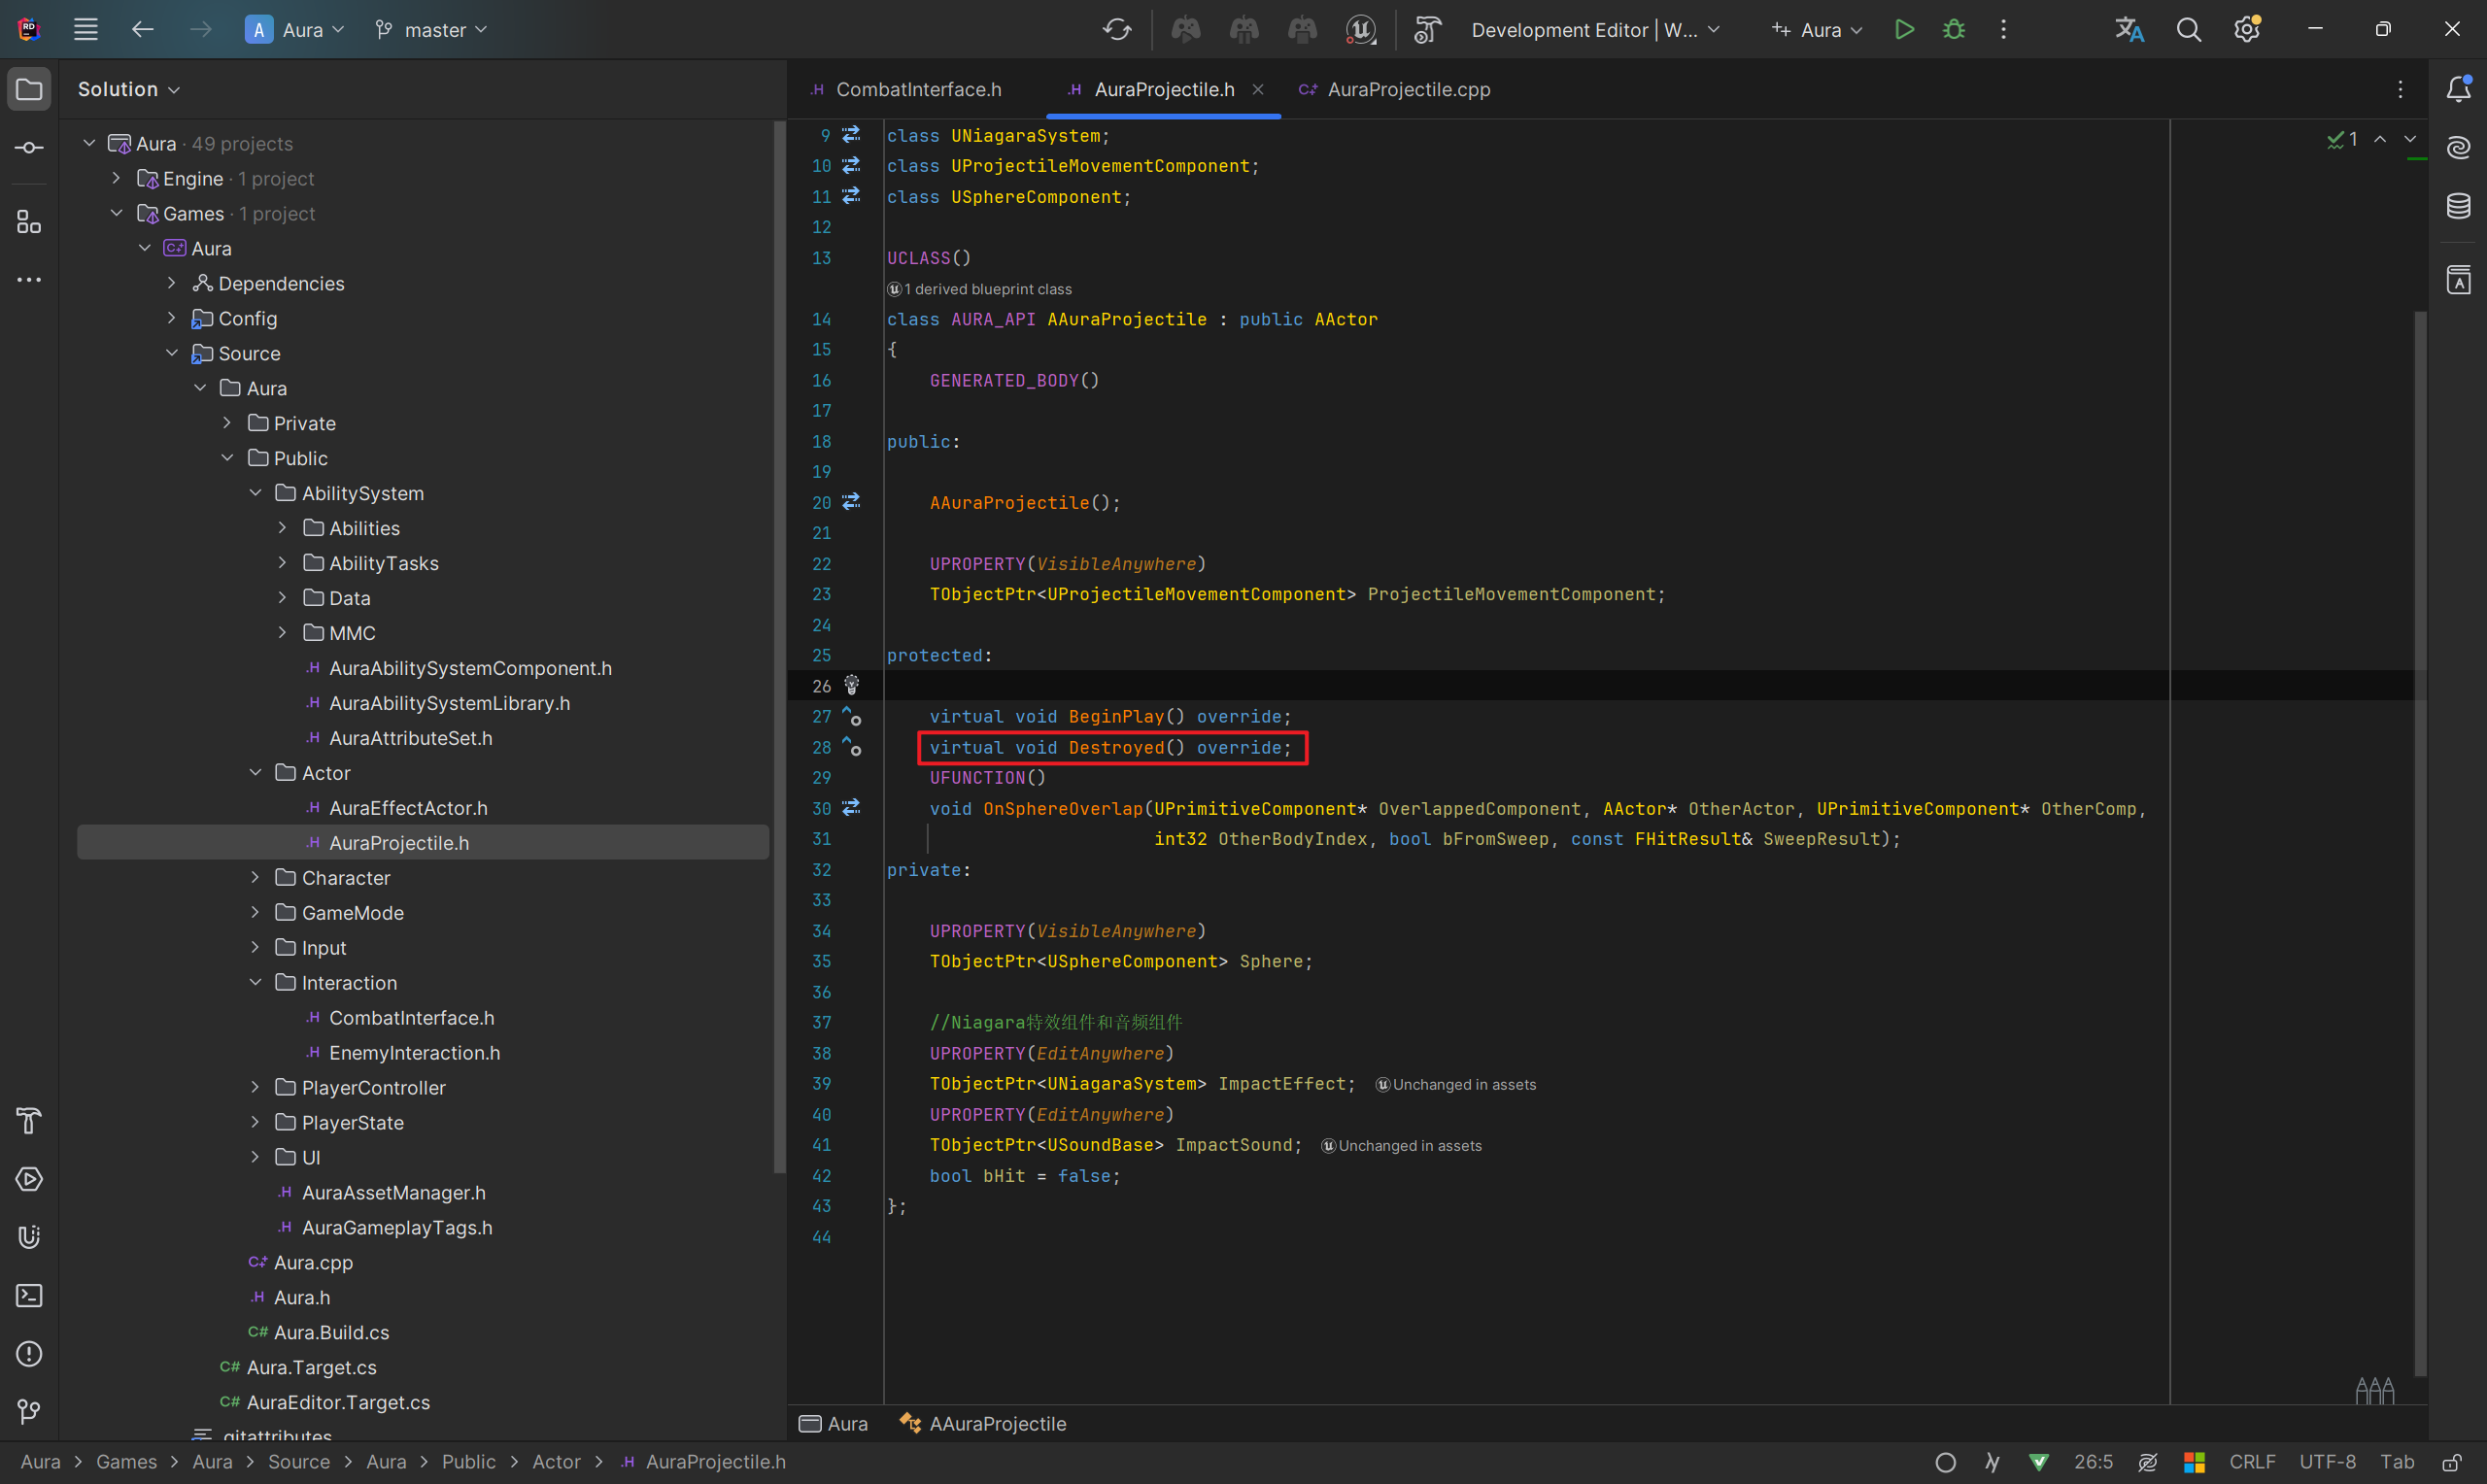 A Aura master Development Editor | W... Aura
Solution
CombatInterface.h AuraProjectile.h AuraProjectile.cpp
Aura · 49 projects
Engine · 1 project
Games · 1 project
Aura
Dependencies
Config
Source
Aura
Private
Public
AbilitySystem
Abilities
AbilityTasks
Data
MMC
AuraAbilitySystemComponent.h
AuraAbilitySystemLibrary.h
AuraAttributeSet.h
Actor
AuraEffectActor.h
AuraProjectile.h
Character
GameMode
Input
Interaction
CombatInterface.h
EnemyInteraction.h
PlayerController
PlayerState
UI
AuraAssetManager.h
AuraGameplayTags.h
Aura.cpp
Aura.h
Aura.Build.cs
Aura.Target.cs
AuraEditor.Target.cs
.gitattributes
1
9 class UNiagaraSystem;
10 class UProjectileMovementComponent;
11 class USphereComponent;
12
13 UCLASS()
1 derived blueprint class
14 class AURA_API AAuraProjectile : public AActor
15 {
16 GENERATED_BODY()
17
18 public:
19
20 AAuraProjectile();
21
22 UPROPERTY(VisibleAnywhere)
23 TObjectPtr<UProjectileMovementComponent> ProjectileMovementComponent;
24
25 protected:
26
27 virtual void BeginPlay() override;
28 virtual void Destroyed() override;
29 UFUNCTION()
30 void OnSphereOverlap(UPrimitiveComponent* OverlappedComponent, AActor* OtherActor, UPrimitiveComponent* OtherComp,
31 int32 OtherBodyIndex, bool bFromSweep, const FHitResult& SweepResult);
32 private:
33
34 UPROPERTY(VisibleAnywhere)
35 TObjectPtr<USphereComponent> Sphere;
36
37 //Niagara特效组件和音频组件
38 UPROPERTY(EditAnywhere)
39 TObjectPtr<UNiagaraSystem> ImpactEffect; Unchanged in assets
40 UPROPERTY(EditAnywhere)
41 TObjectPtr<USoundBase> ImpactSound; Unchanged in assets
42 bool bHit = false;
43 };
44
Aura AAuraProjectile
Aura > Games > Aura > Source > Aura > Public > Actor > .H AuraProjectile.h 26:5 CRLF UTF-8 Tab